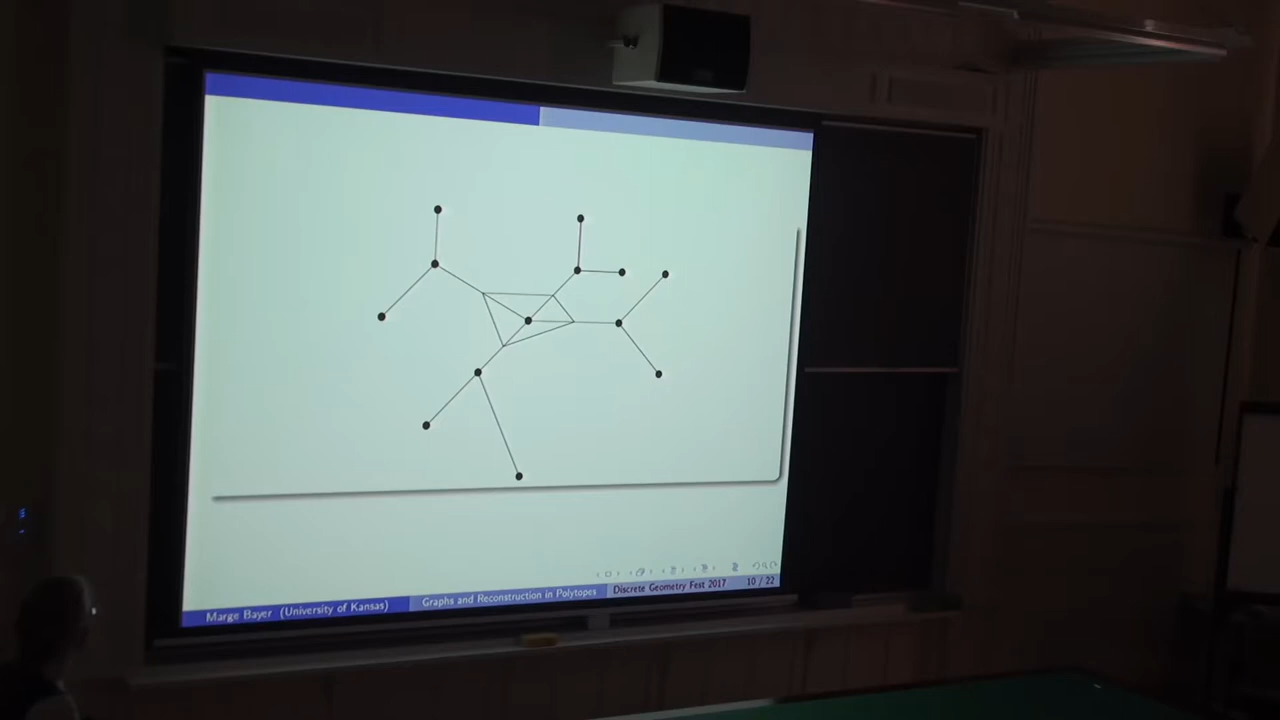 Marge Bayer (University of Kansas)
Graphs and Reconstruction in Polytopes
Discrete Geometry Fest 2017
10 / 22